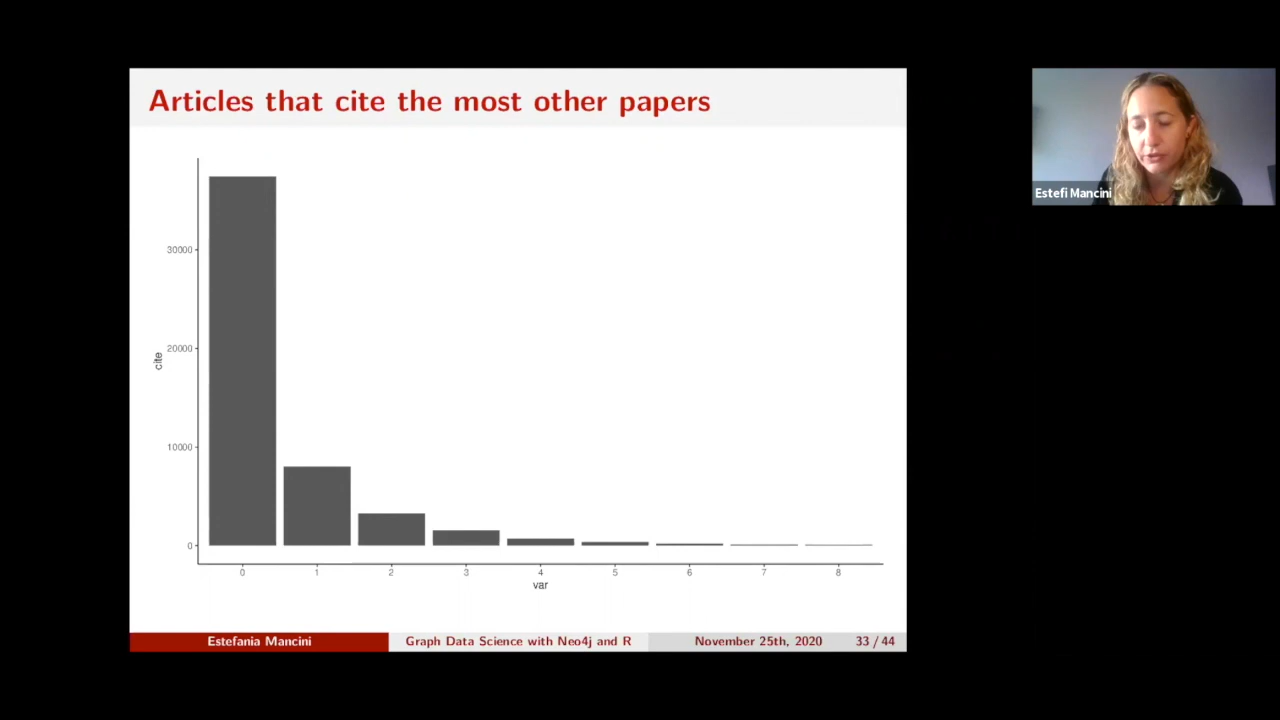 Articles that cite the most other papers
Estefi Mancini
30000
20000
cite
10000
0
0 1 2 3 4 5 6 7 8
var
Estefania Mancini Graph Data Science with Neo4j and R November 25th, 2020 33 / 44